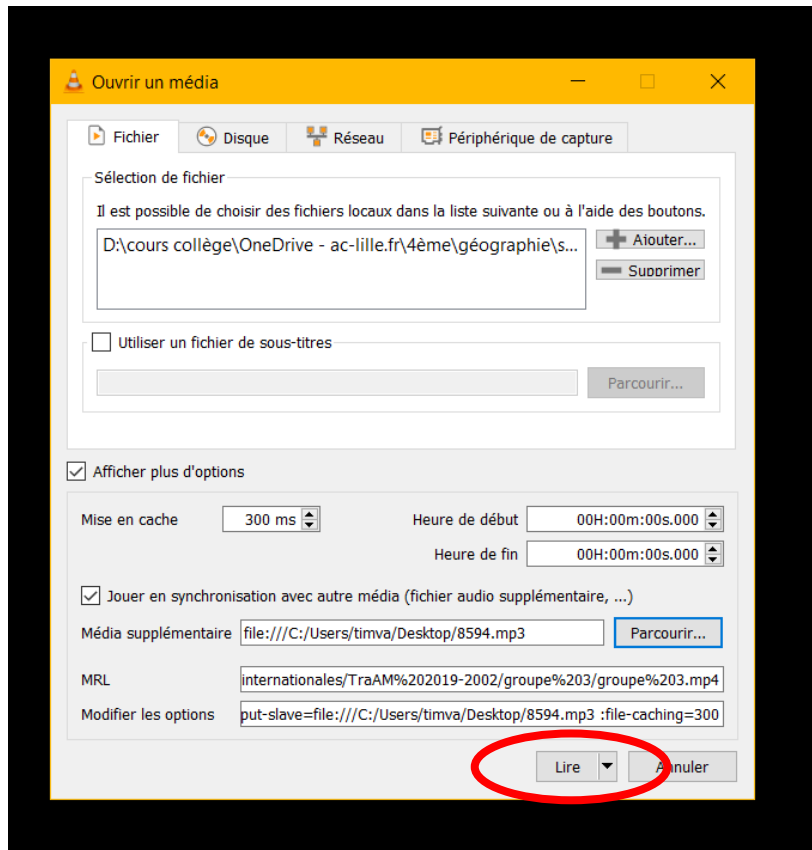 Ouvrir un média
Fichier Disque Réseau Périphérique de capture
Sélection de fichier
Il est possible de choisir des fichiers locaux dans la liste suivante ou à l'aide des boutons.
D:\cours collège\OneDrive - ac-lille.fr\4ème\géographie\s...
Ajouter...
Supprimer
Utiliser un fichier de sous-titres
Parcourir...
Afficher plus d'options
Mise en cache 300 ms Heure de début 00H:00m:00s.000
Heure de fin 00H:00m:00s.000
Jouer en synchronisation avec autre média (fichier audio supplémentaire, ...)
Média supplémentaire file:///C:/Users/timva/Desktop/8594.mp3 Parcourir...
MRL internationales/TraAM%202019-2002/groupe%203/groupe%203.mp4
Modifier les options put-slave=file:///C:/Users/timva/Desktop/8594.mp3 :file-caching=300
Lire Annuler